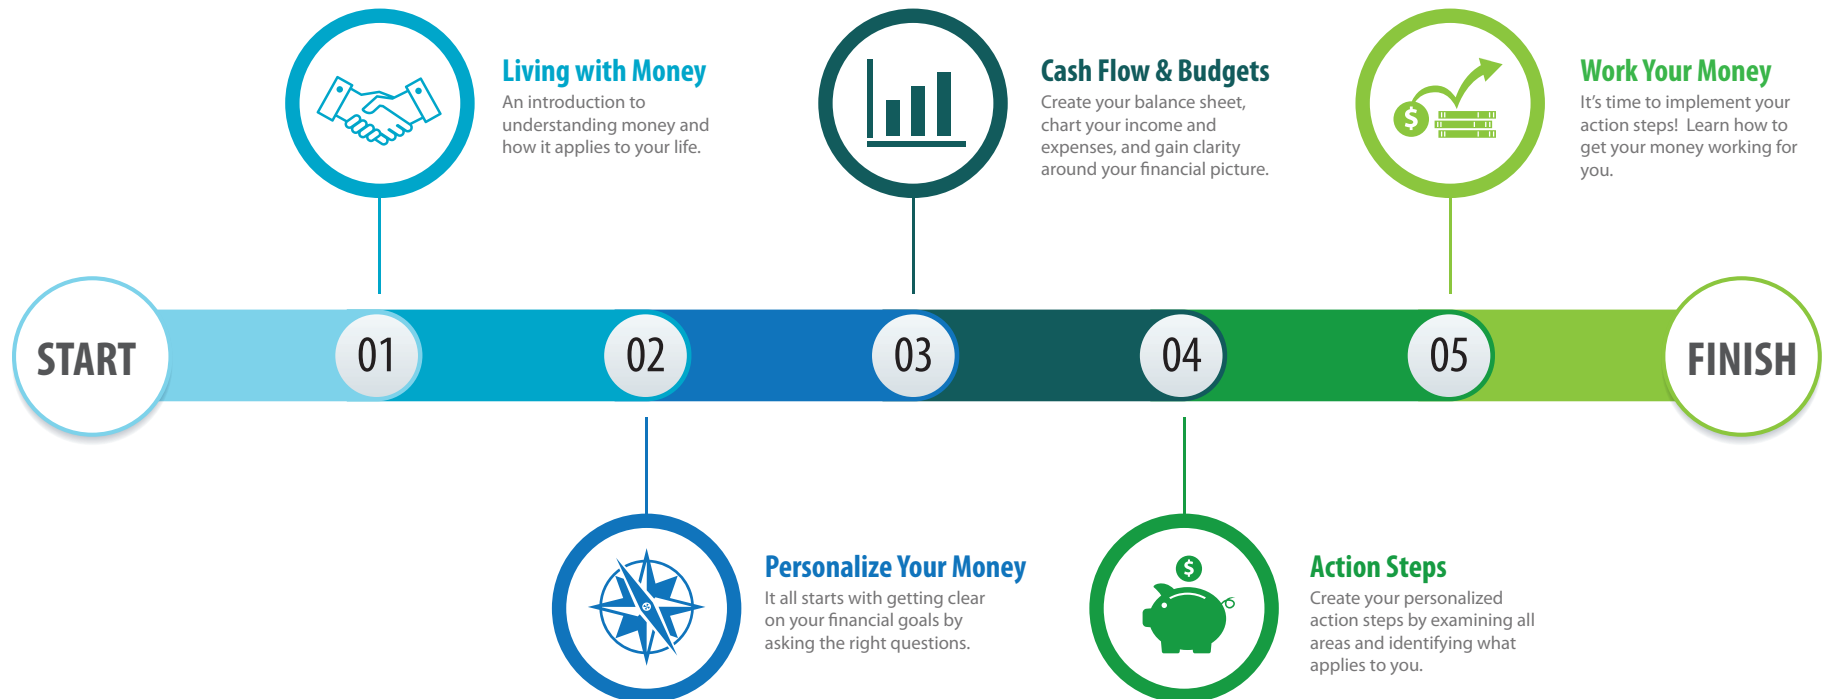 Living with Money
An introduction to
understanding money and
how it applies to your life.
Cash Flow & Budgets
Create your balance sheet,
chart your income and
expenses, and gain clarity
around your financial picture.
$
Work Your Money
It’s time to implement your
action steps!  Learn how to
get your money working for
you.
START
01
02
03
04
05
FINISH
Personalize Your Money
It all starts with getting clear
on your financial goals by
asking the right questions.
$
Action Steps
Create your personalized
action steps by examining all
areas and identifying what
applies to you.